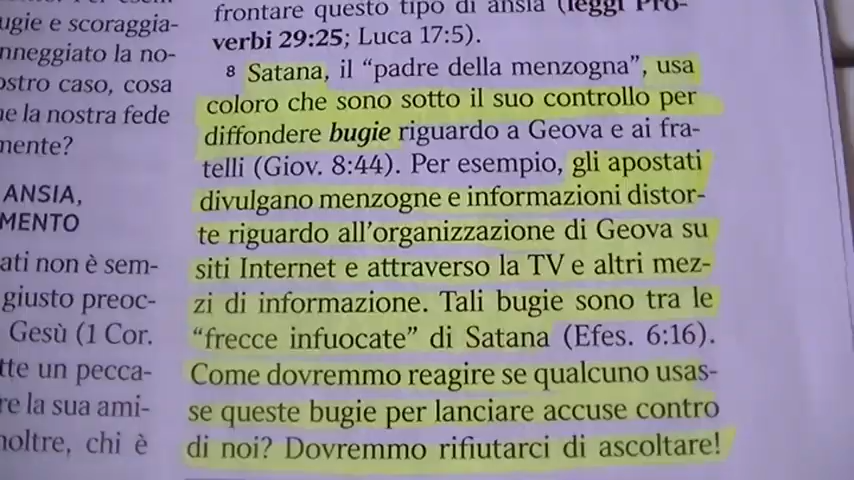 ugie e scoraggia-
nneggiato la no-
ostro caso, cosa
ne la nostra fede
mente?
ANSIA,
MENTO
ati non è sem-
giusto preoc-
Gesù (1 Cor.
tte un pecca-
re la sua ami-
noltre, chi è
frontare questo tipo di ansia (leggi Pro-
verbi 29:25; Luca 17:5).
8 Satana, il “padre della menzogna”, usa
coloro che sono sotto il suo controllo per
diffondere bugie riguardo a Geova e ai fra-
telli (Giov. 8:44). Per esempio, gli apostati
divulgano menzogne e informazioni distor-
te riguardo all’organizzazione di Geova su
siti Internet e attraverso la TV e altri mez-
zi di informazione. Tali bugie sono tra le
“frecce infuocate” di Satana (Efes. 6:16).
Come dovremmo reagire se qualcuno usas-
se queste bugie per lanciare accuse contro
di noi? Dovremmo rifiutarci di ascoltare!